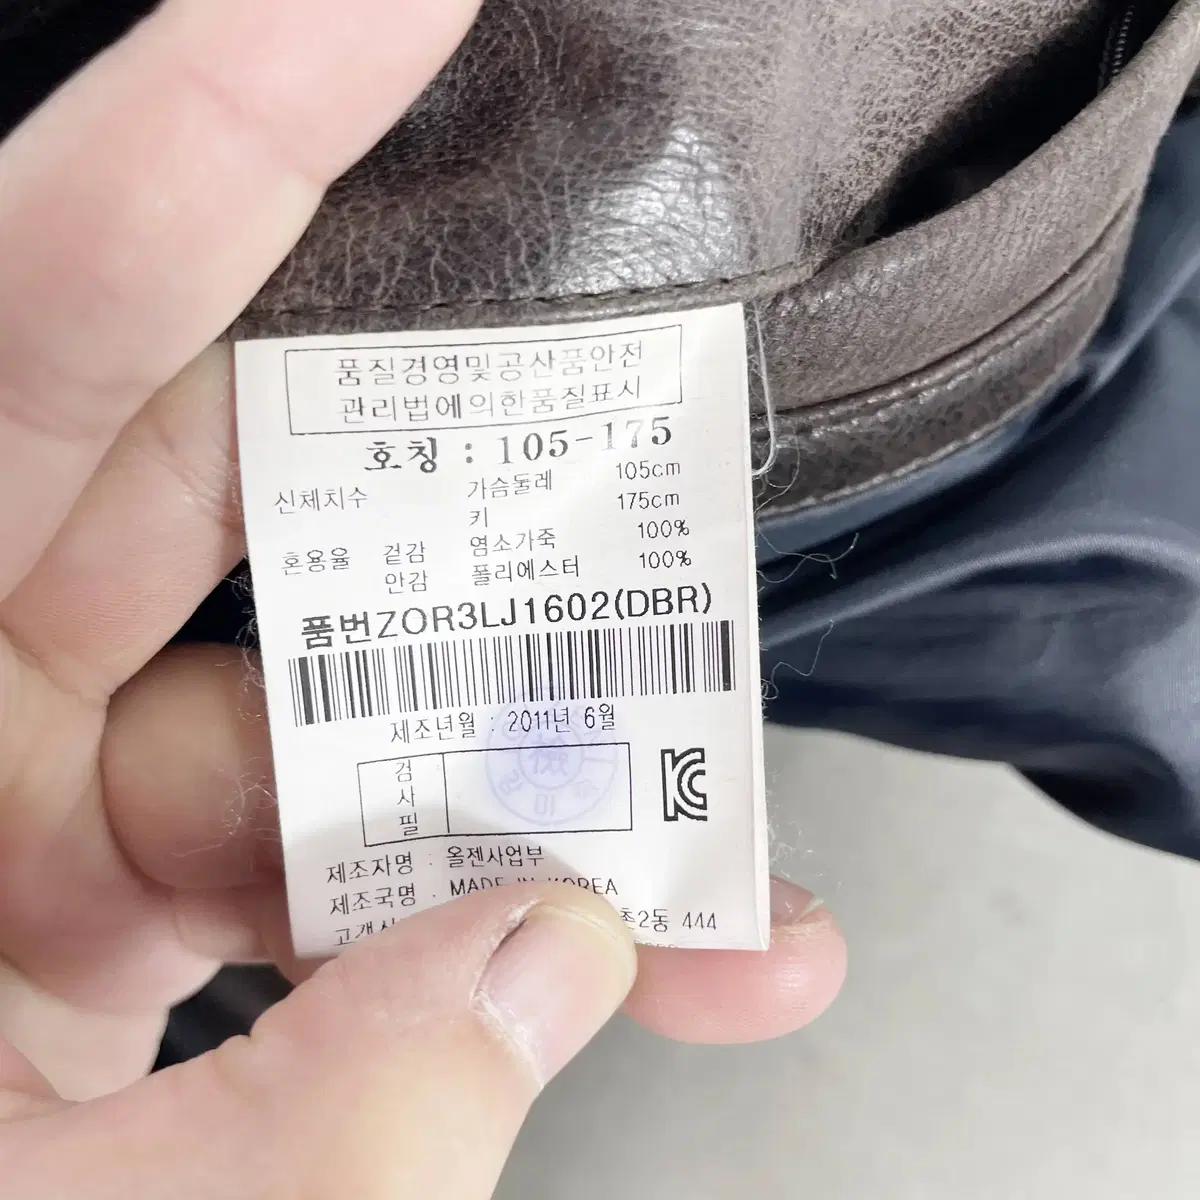 품질경영및공산품안전
관리법에의한품질표시
호칭 : 105-175
신체치수 가슴둘레 105cm
키 175cm
혼용율 겉감 염소가죽 100%
안감 폴리에스터 100%
품번ZOR3LJ1602(DBR)
제조년월 : 2011년 6월
검사필
제조자명 : 올젠사업부
제조국명 : MADE IN KOREA
촌2동 444